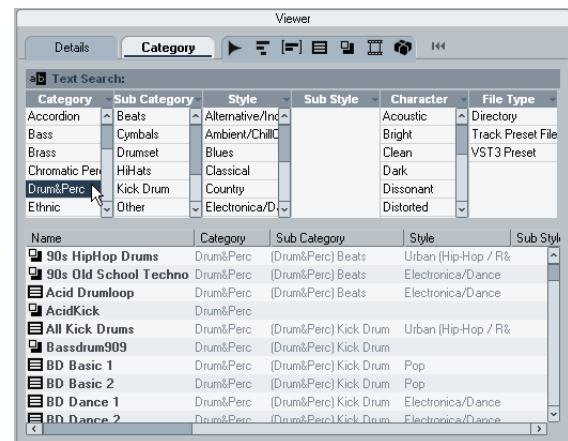 Viewer
Details Category
Text Search:
Category Sub Category Style Sub Style Character File Type
Accordion Beats Alternative/Ind Acoustic Directory
Bass Cymbals Ambient/ChillO Bright Track Preset File
Brass Drumset Blues Clean VST3 Preset
Chromatic Perc HiHats Classical Dark
Drum&Perc Kick Drum Country Dissonant
Ethnic Other Electronica/D Distorted
Name Category Sub Category Style Sub Style
90s HipHop Drums Drum&Perc (Drum&Perc) Beats Urban (Hip-Hop / R&
90s Old School Techno Drum&Perc (Drum&Perc) Beats Electronica/Dance
Acid Drumloop Drum&Perc (Drum&Perc) Beats Electronica/Dance
AcidKick Drum&Perc
All Kick Drums Drum&Perc (Drum&Perc) Kick Drum Urban (Hip-Hop / R&
Bassdrum909 Drum&Perc (Drum&Perc) Kick Drum
BD Basic 1 Drum&Perc (Drum&Perc) Kick Drum Pop
BD Basic 2 Drum&Perc (Drum&Perc) Kick Drum Pop
BD Dance 1 Drum&Perc (Drum&Perc) Kick Drum Electronica/Dance
BD Dance 2 Drum&Perc (Drum&Perc) Kick Drum Electronica/Dance